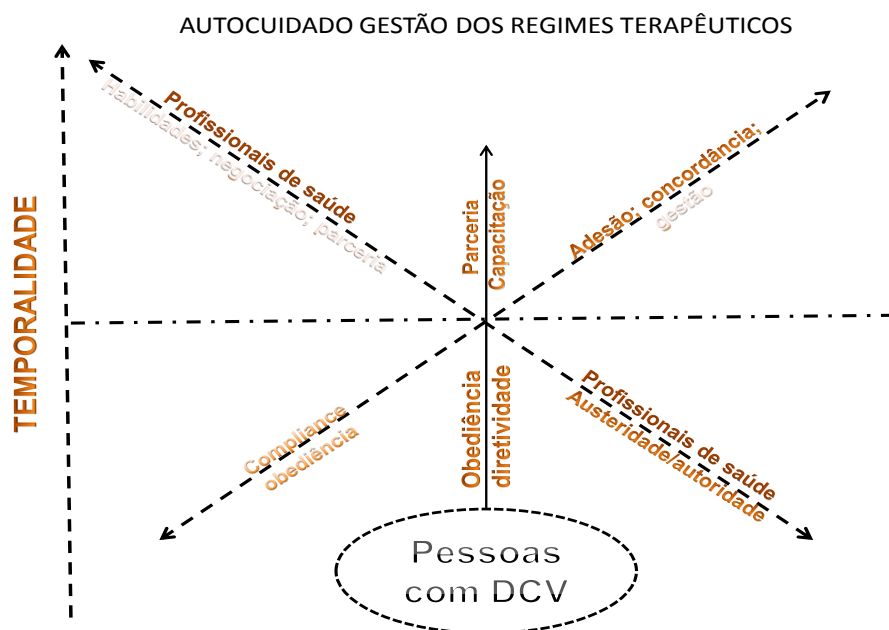 AUTOCUIDADO GESTÃO DOS REGIMES TERAPÊUTICOS
TEMPORALIDADE
Profissionais de saúde
Habilidades; negociação; parceria
Parceria
Capacitação
Adesão; concordância;
gestão
Compliance
obediência
Obediência
diretividade
Profissionais de saúde
Austeridade/autoridade
Pessoas
com DCV